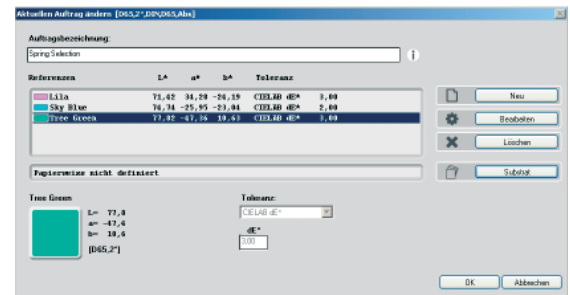 Aktuellen Auftrag ändern [D65,2°,DIN,D65,Abs]
Auftragsbezeichnung:
Spring Selection
Referenzen L* a* b* Toleranz
Lila 71,42 34,20 -24,19 CIELAB dE* 3,00
Sky Blue 74,74 -25,95 -23,04 CIELAB dE* 2,00
Tree Green 77,82 -47,36 10,63 CIELAB dE* 3,00
Neu
Bearbeiten
Löschen
Papierweiss nicht definiert
Substrat
Tree Green
L= 77,8
a= -47,4
b= 10,6
[D65,2°]
Toleranz:
CIELAB dE*
dE*
3.00
OK Abbrechen